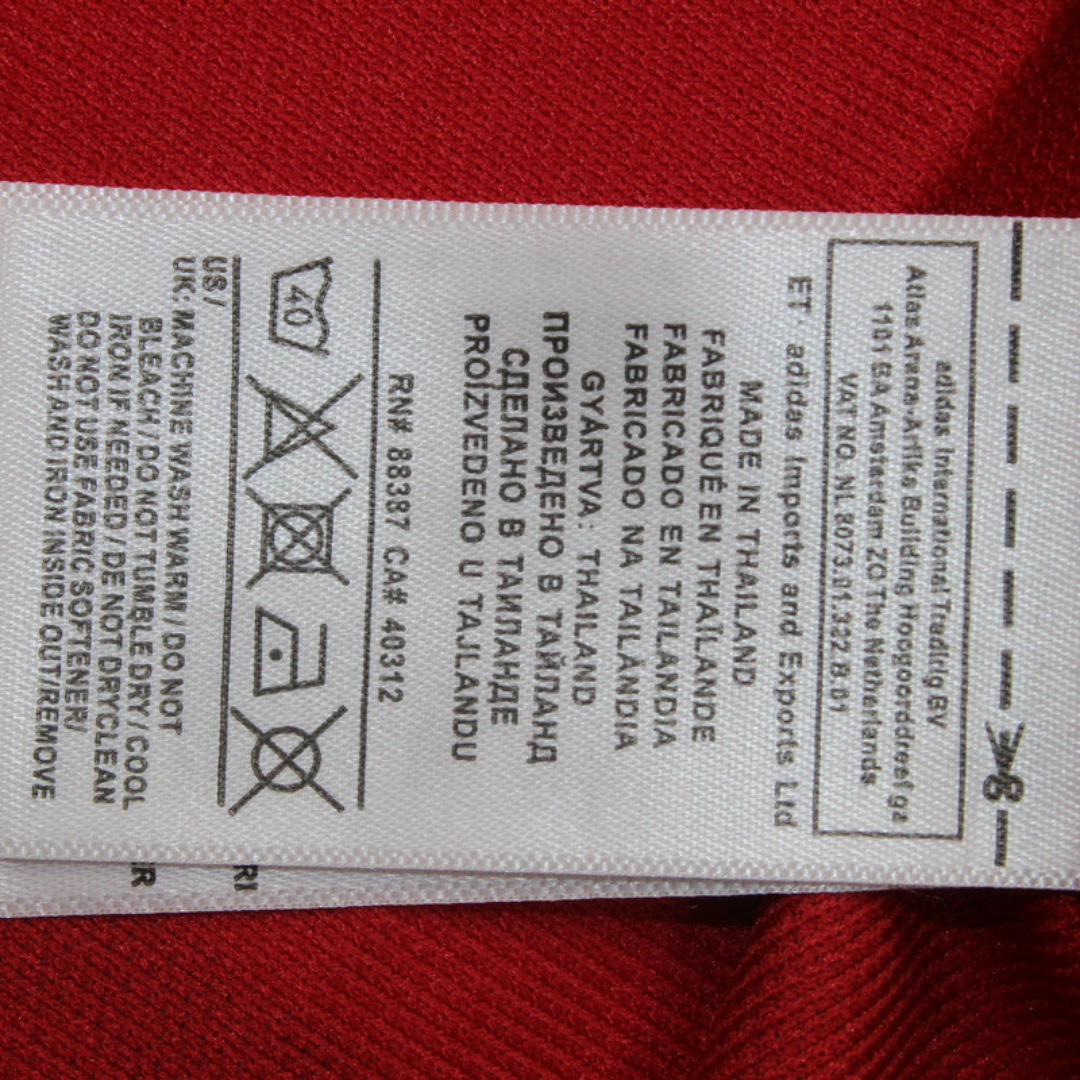 adidas International Trading BV
Atlas Arena-Afrika Building Hoogoorddreef 9a
1101 BA Amsterdam ZO The Netherlands
VAT NO. NL 8073.01.322 B 01
ET adidas Imports and Exports Ltd
MADE IN THAILAND
FABRIQUÉ EN THAÏLANDE
FABRICADO EN TAILANDIA
FABRICADO NA TAILÂNDIA
GYÁRTVA: THAILAND
ПРОИЗВЕДЕНО В ТАЙЛАНД
СДЕЛАНО В ТАИЛАНДЕ
PROIZVEDENO U TAJLANDU
RN# 88387 CA# 40312
40
US /
UK: MACHINE WASH WARM / DO NOT
BLEACH / DO NOT TUMBLE DRY / COOL
IRON IF NEEDED / DE NOT DRYCLEAN
DO NOT USE FABRIC SOFTENER/
WASH AND IRON INSIDE OUT/REMOVE
RI